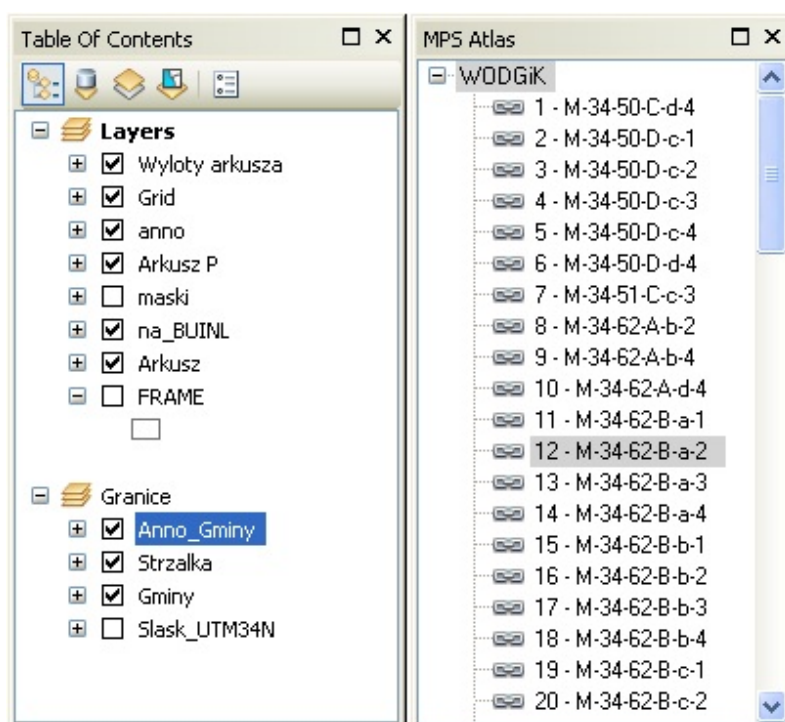 Table Of Contents
Layers
Wyloty arkusza
Grid
anno
Arkusz P
maski
na_BUINL
Arkusz
FRAME
Granice
Anno_Gminy
Strzalka
Gminy
Slask_UTM34N
MPS Atlas
WODGiK
1 - M-34-50-C-d-4
2 - M-34-50-D-c-1
3 - M-34-50-D-c-2
4 - M-34-50-D-c-3
5 - M-34-50-D-c-4
6 - M-34-50-D-d-4
7 - M-34-51-C-c-3
8 - M-34-62-A-b-2
9 - M-34-62-A-b-4
10 - M-34-62-A-d-4
11 - M-34-62-B-a-1
12 - M-34-62-B-a-2
13 - M-34-62-B-a-3
14 - M-34-62-B-a-4
15 - M-34-62-B-b-1
16 - M-34-62-B-b-2
17 - M-34-62-B-b-3
18 - M-34-62-B-b-4
19 - M-34-62-B-c-1
20 - M-34-62-B-c-2